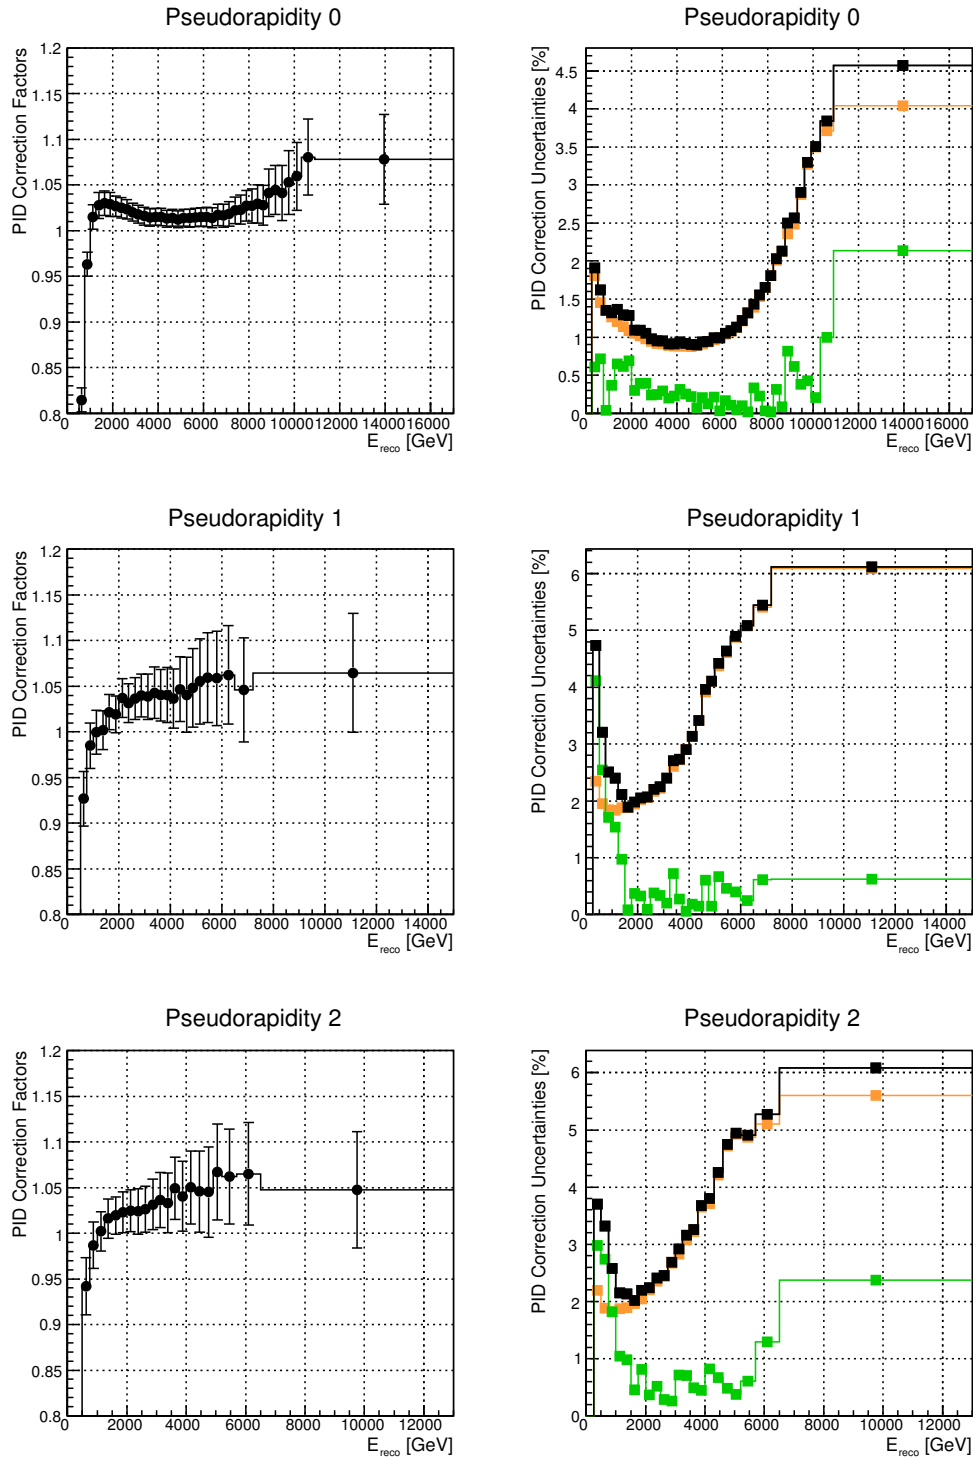 Pseudorapidity 0
PID Correction Factors
1.2
1.15
1.1
1.05
1
0.95
0.9
0.85
0.8
0 2000 4000 6000 8000 10000 12000 14000 16000
E_reco [GeV]
Pseudorapidity 0
PID Correction Uncertainties [%]
4.5
4
3.5
3
2.5
2
1.5
1
0.5
0
0 2000 4000 6000 8000 10000 12000 14000 16000
E_reco [GeV]
Pseudorapidity 1
PID Correction Factors
1.2
1.15
1.1
1.05
1
0.95
0.9
0.85
0.8
0 2000 4000 6000 8000 10000 12000 14000
E_reco [GeV]
Pseudorapidity 1
PID Correction Uncertainties [%]
6
5
4
3
2
1
0
0 2000 4000 6000 8000 10000 12000 14000
E_reco [GeV]
Pseudorapidity 2
PID Correction Factors
1.2
1.15
1.1
1.05
1
0.95
0.9
0.85
0.8
0 2000 4000 6000 8000 10000 12000
E_reco [GeV]
Pseudorapidity 2
PID Correction Uncertainties [%]
6
5
4
3
2
1
0
0 2000 4000 6000 8000 10000 12000
E_reco [GeV]